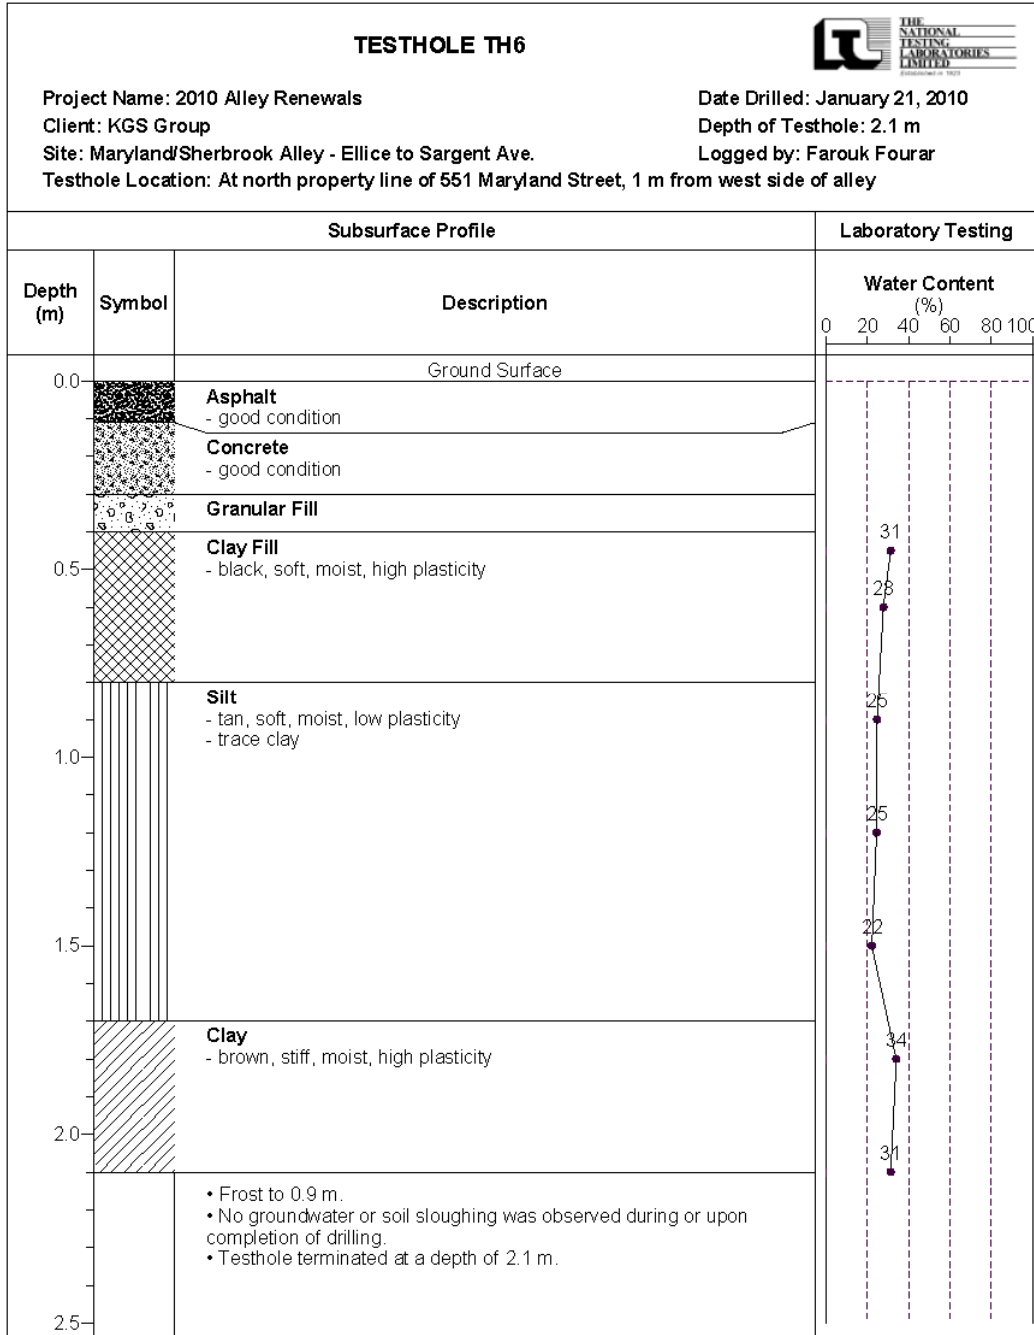 TESTHOLE TH6
THE
NATIONAL
TESTING
LABORATORIES
LIMITED
Established in 1923
Project Name: 2010 Alley Renewals
Date Drilled: January 21, 2010
Client: KGS Group
Depth of Testhole: 2.1 m
Site: Maryland/Sherbrook Alley - Ellice to Sargent Ave.
Logged by: Farouk Fourar
Testhole Location: At north property line of 551 Maryland Street, 1 m from west side of alley
Subsurface Profile
Laboratory Testing
Depth
(m)
Symbol
Description
Water Content
(%)
0 20 40 60 80 100
Ground Surface
0.0
Asphalt
- good condition
Concrete
- good condition
Granular Fill
31
Clay Fill
0.5
- black, soft, moist, high plasticity
28
Silt
25
- tan, soft, moist, low plasticity
- trace clay
1.0
25
22
1.5
Clay
34
- brown, stiff, moist, high plasticity
2.0
31
• Frost to 0.9 m.
• No groundwater or soil sloughing was observed during or upon
completion of drilling.
• Testhole terminated at a depth of 2.1 m.
2.5